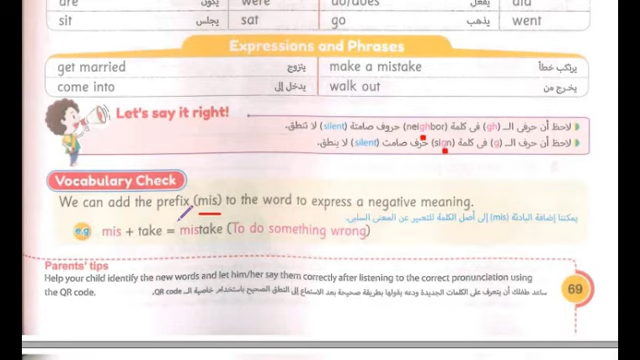 are يكون were do/does يفعل did
sit يجلس sat go يذهب went
Expressions and Phrases
get married يتزوج make a mistake يرتكب خطأ
come into يدخل إلى walk out يخرج من
Let's say it right!
لاحظ أن حرفى الـ (gh) فى كلمة (neighbor) حروف صامتة (silent) لا تنطق.
لاحظ أن حرف الـ (g) فى كلمة (sign) حرف صامت (silent) لا ينطق.
Vocabulary Check
We can add the prefix (mis) to the word to express a negative meaning.
يمكننا إضافة البادئة (mis) إلى أصل الكلمة للتعبير عن المعنى السلبى.
e.g mis + take = mistake (To do something wrong)
Parents' tips
Help your child identify the new words and let him/her say them correctly after listening to the correct pronunciation using
the QR code.
ساعد طفلك أن يتعرف على الكلمات الجديدة ودعه يقولها بطريقة صحيحة بعد الاستماع إلى النطق الصحيح باستخدام خاصية الـ QR code.
69